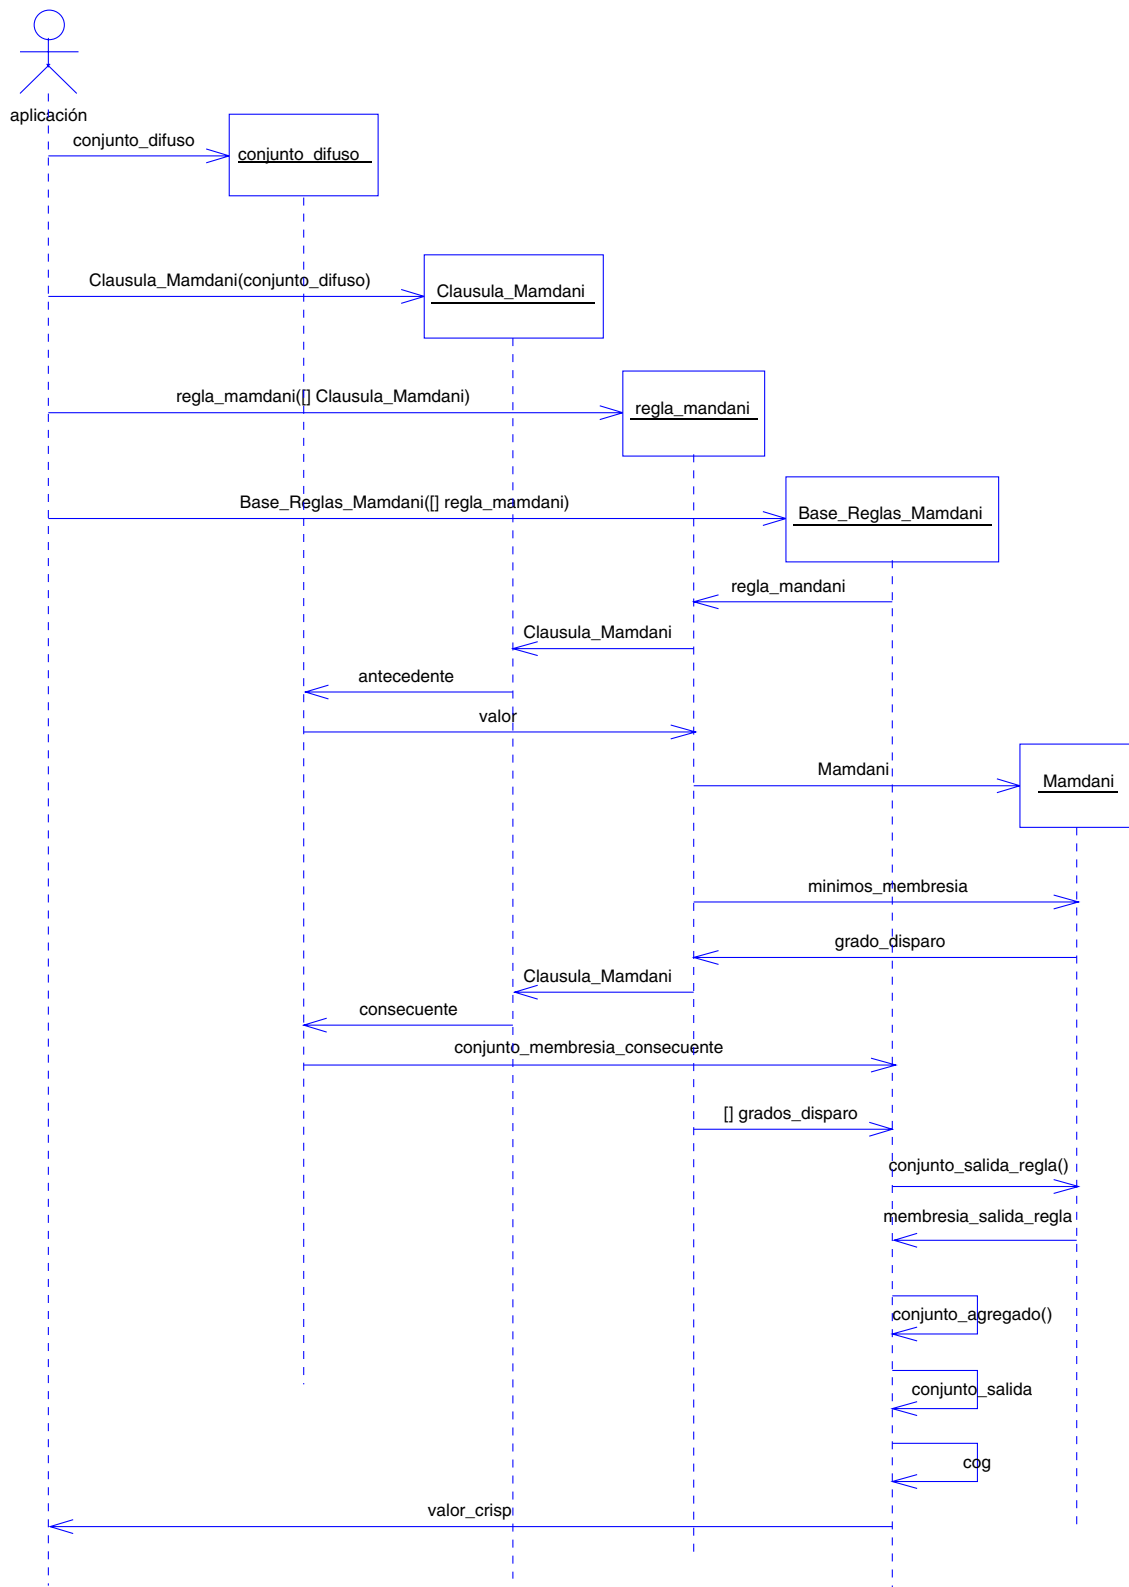 aplicación
conjunto_difuso
conjunto_difuso
Clausula_Mamdani(conjunto_difuso)
Clausula_Mamdani
regla_mamdani([] Clausula_Mamdani)
regla_mandani
Base_Reglas_Mamdani([] regla_mamdani)
Base_Reglas_Mamdani
regla_mandani
Clausula_Mamdani
antecedente
valor
Mamdani
Mamdani
minimos_membresia
grado_disparo
Clausula_Mamdani
consecuente
conjunto_membresia_consecuente
[] grados_disparo
conjunto_salida_regla()
membresia_salida_regla
conjunto_agregado()
conjunto_salida
cog
valor_crisp